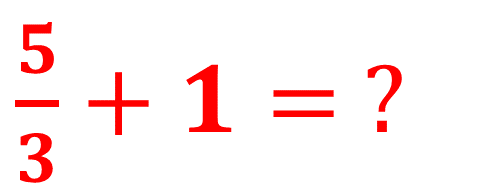 5/3 + 1 = ?